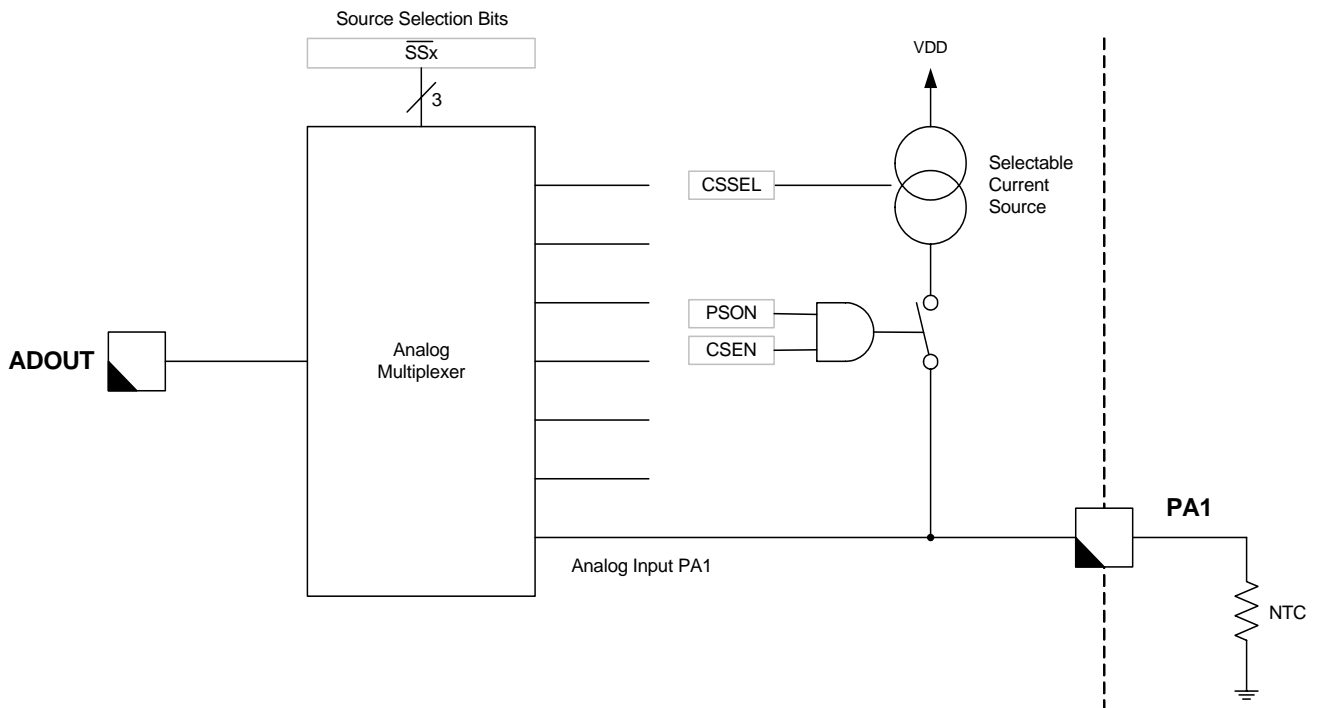 Source Selection Bits
SSx
3
VDD
Selectable
Current
Source
CSSEL
PSON
CSEN
ADOUT
Analog
Multiplexer
PA1
Analog Input PA1
NTC